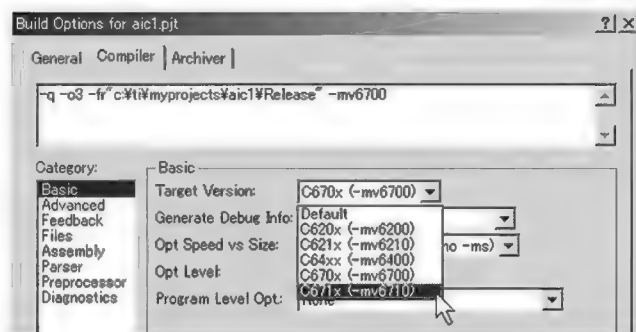 Build Options for aic1.pjt
General Compiler Archiver
-q -o3 -fr"c:¥ti¥myprojects¥aic1¥Release" -mv6700
Category:
Basic
Advanced
Feedback
Files
Assembly
Parser
Preprocessor
Diagnostics
Basic
Target Version: C670x (-mv6700)
Generate Debug Info:
Opt Speed vs Size: no -ms)
Opt Level:
Program Level Opt: None
Default
C620x (-mv6200)
C621x (-mv6210)
C64xx (-mv6400)
C670x (-mv6700)
C671x (-mv6710)